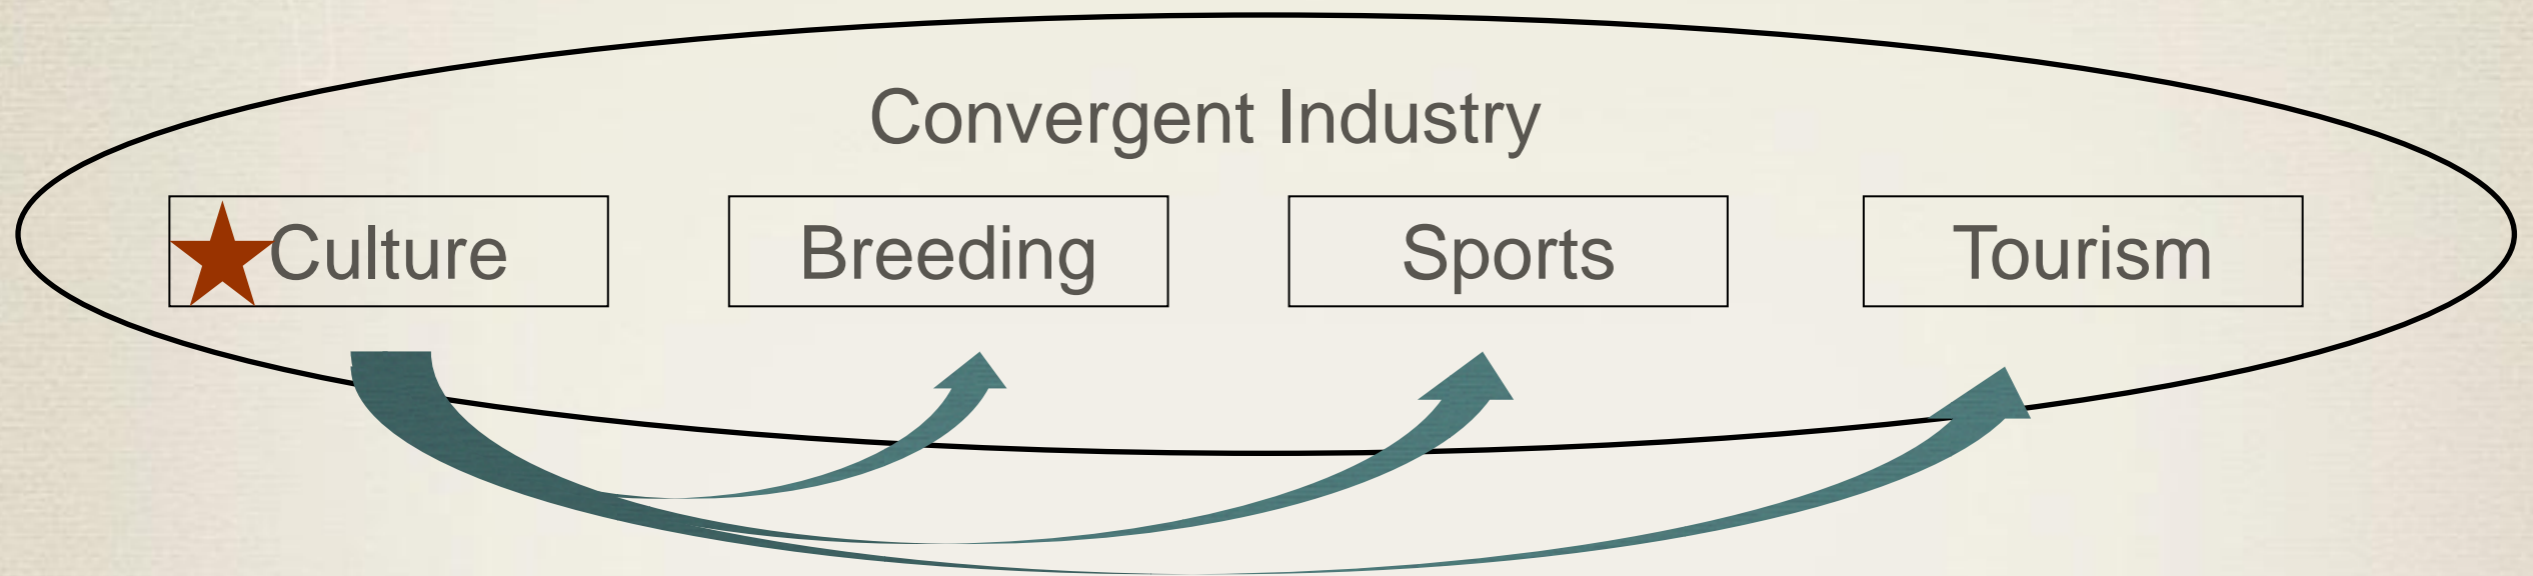 Convergent Industry
Culture
Breeding
Sports
Tourism